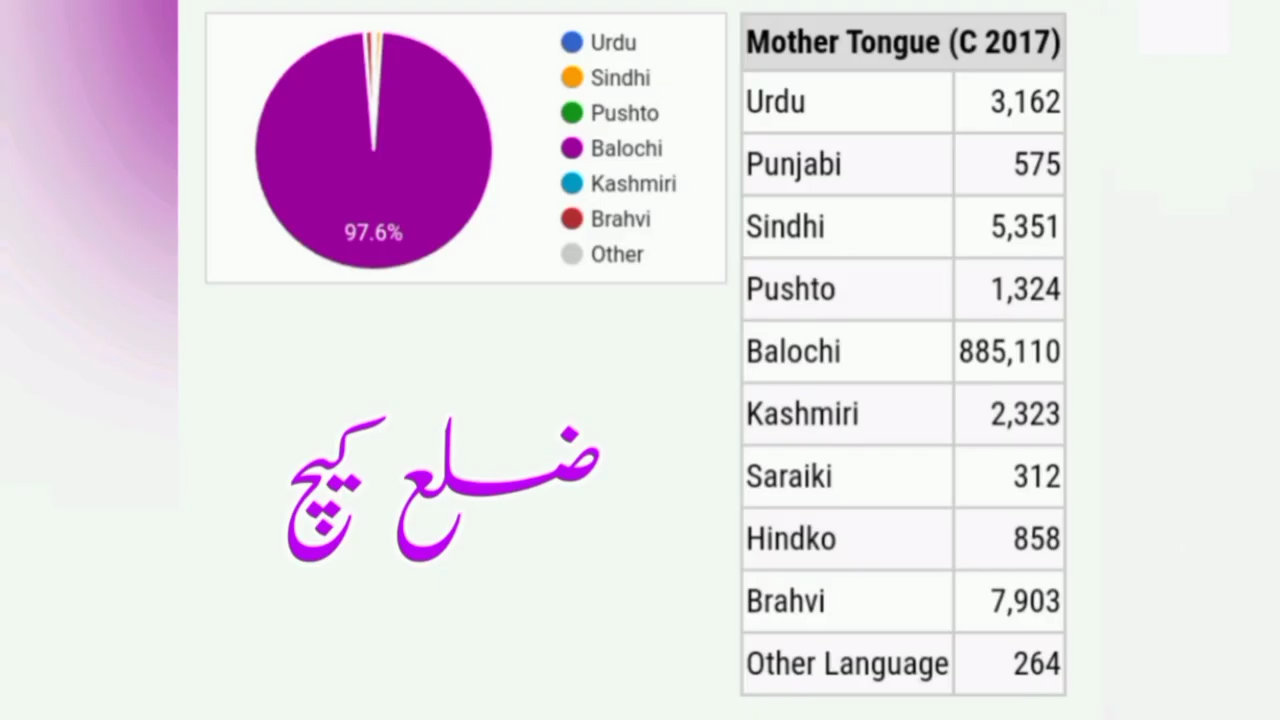 Urdu
Sindhi
Pushto
Balochi
Kashmiri
Brahvi
Other
97.6%
ضلع کیچ
Mother Tongue (C 2017)
Urdu 3,162
Punjabi 575
Sindhi 5,351
Pushto 1,324
Balochi 885,110
Kashmiri 2,323
Saraiki 312
Hindko 858
Brahvi 7,903
Other Language 264